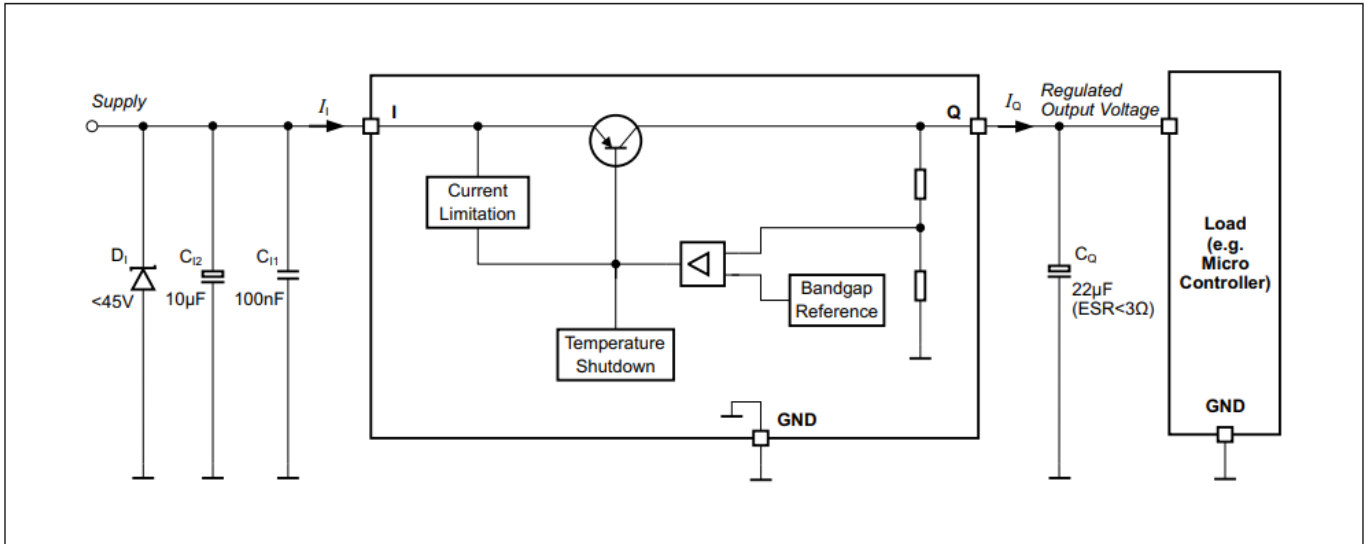 Supply
I_I
I
Q
I_Q
Regulated
Output Voltage
Current
Limitation
Load
(e.g.
Micro
Controller)
D_I
<45V
C_I2
10µF
C_I1
100nF
Bandgap
Reference
C_Q
22µF
(ESR<3Ω)
Temperature
Shutdown
GND
GND